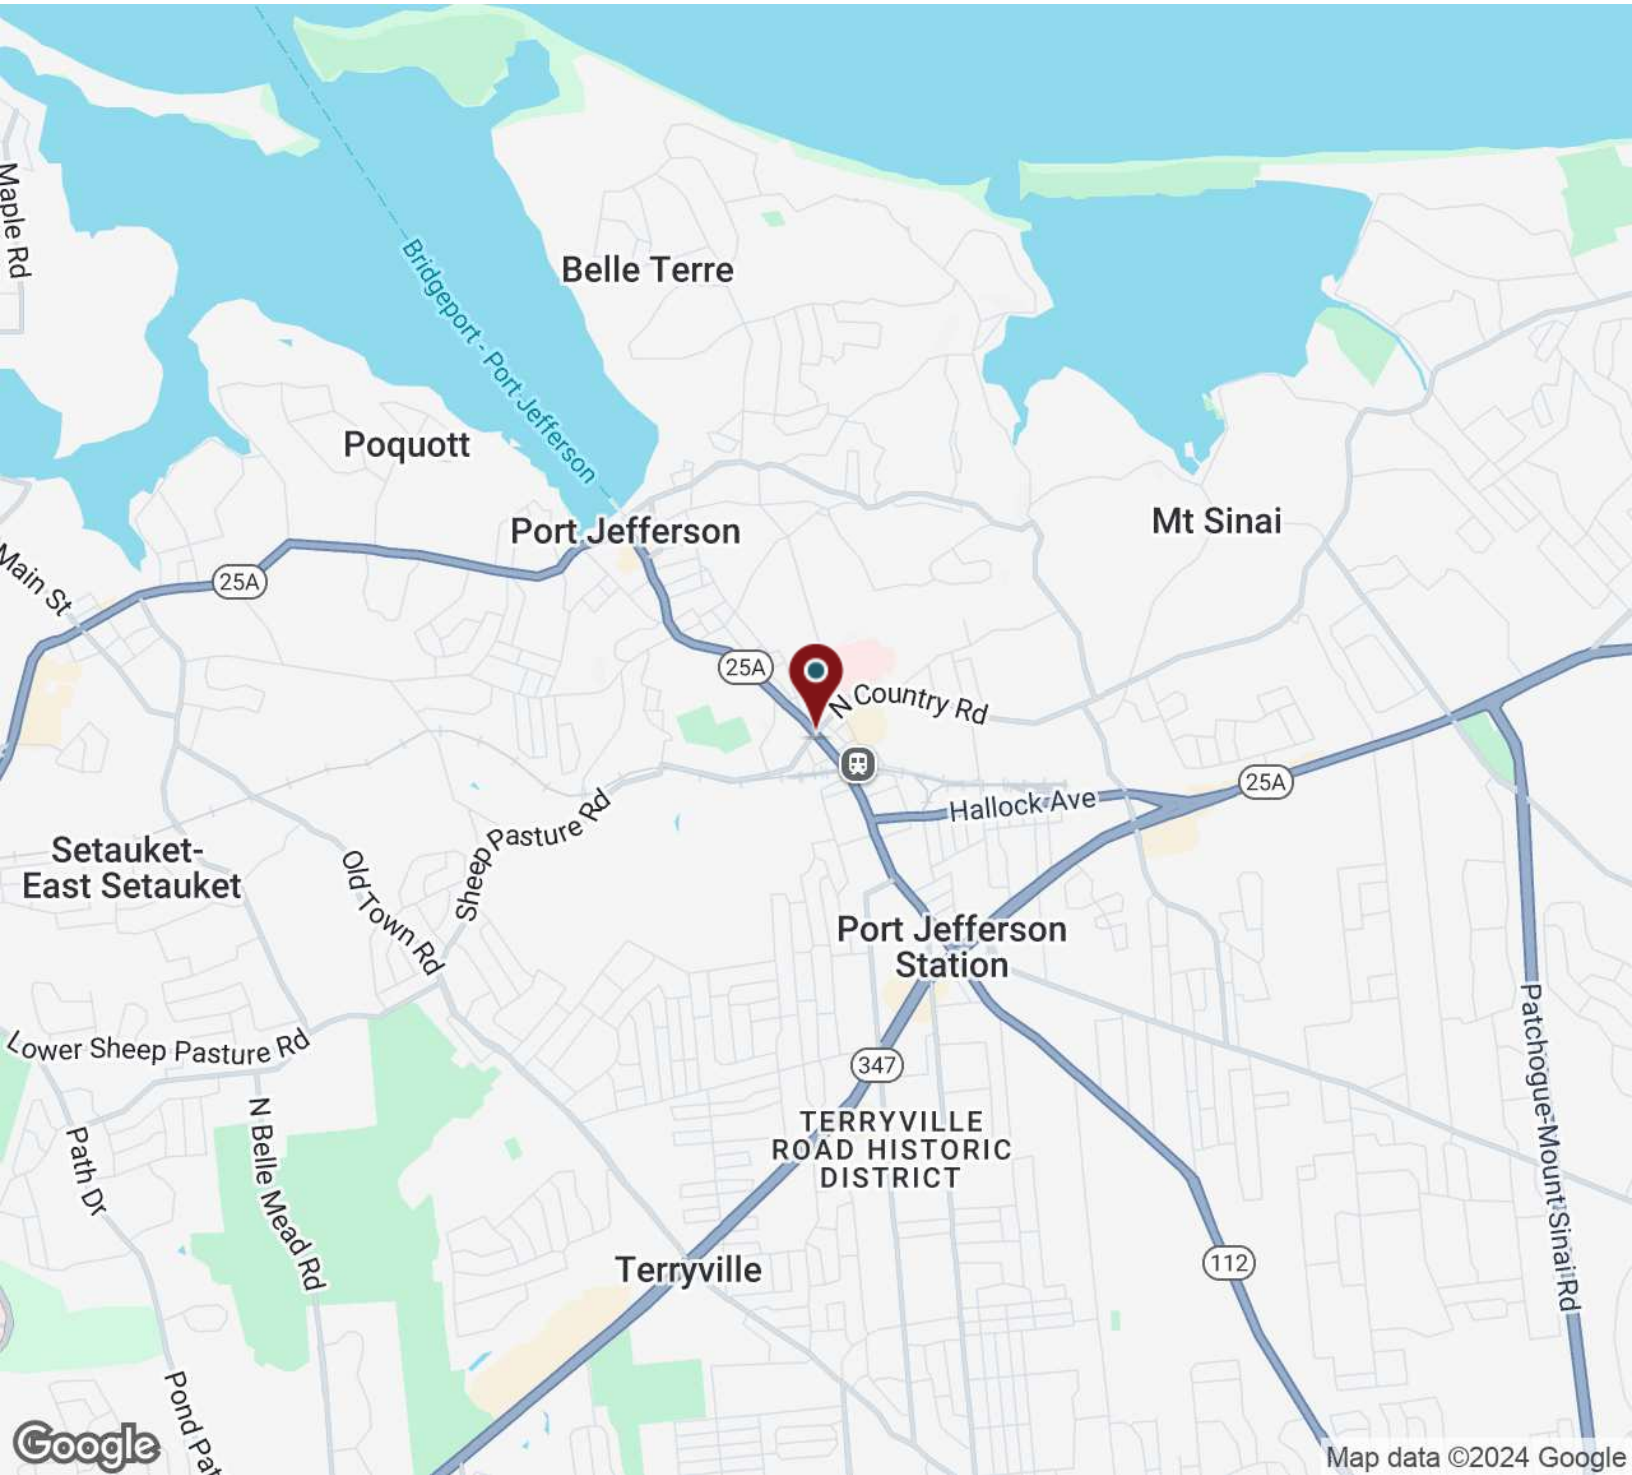 Maple Rd
Belle Terre
Bridgeport - Port Jefferson
Poquott
Port Jefferson
Mt Sinai
Main St
25A
25A
N Country Rd
25A
Hallock Ave
Sheep Pasture Rd
Setauket-
East Setauket
Old Town Rd
Port Jefferson
Station
Lower Sheep Pasture Rd
347
Patchogue-Mount Sinai Rd
N Belle Mead Rd
TERRYVILLE
ROAD HISTORIC
DISTRICT
Path Dr
112
Terryville
Pond Pat
Google
Map data ©2024 Google